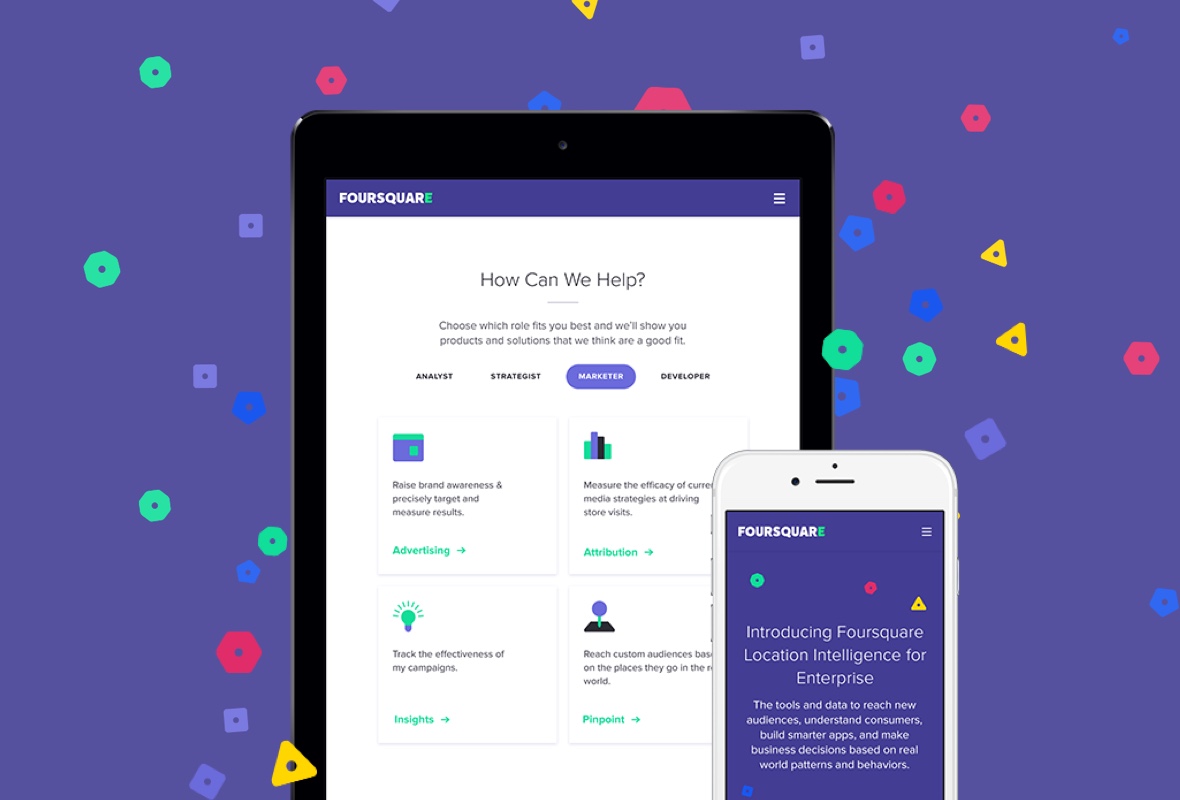 FOURSQUARE
How Can We Help?
Choose which role fits you best and we'll show you
products and solutions that we think are a good fit.
ANALYST STRATEGIST MARKETER DEVELOPER
Raise brand awareness &
precisely target and
measure results.
Advertising →
Measure the efficacy of
media strategies at driving
store visits.
Attribution →
Track the effectiveness of
my campaigns.
Insights →
Reach custom audiences
on the places they go in the
world.
Pinpoint →
FOURSQUARE
Introducing Foursquare
Location Intelligence for
Enterprise
The tools and data to reach new
audiences, understand consumers,
build smarter apps, and make
business decisions based on real
world patterns and behaviors.